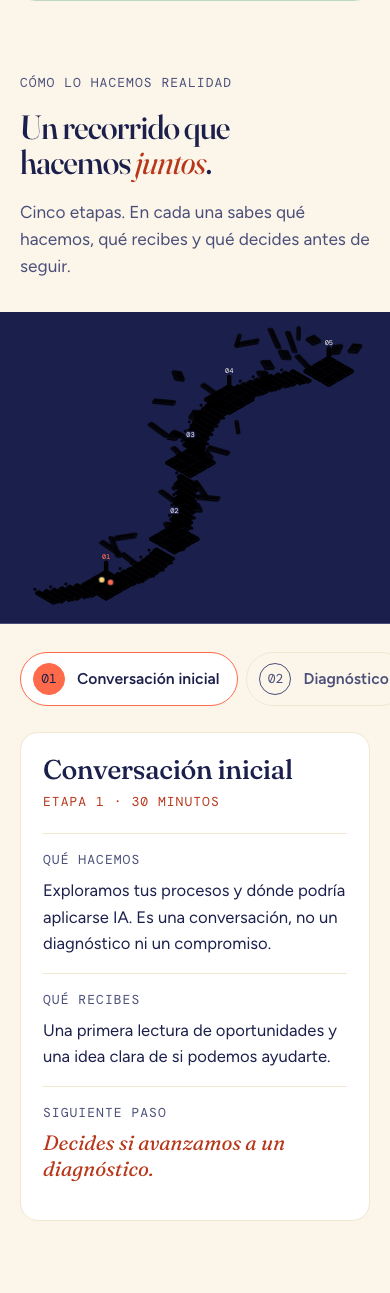 CÓMO LO HACEMOS REALIDAD
Un recorrido que
hacemos juntos.
Cinco etapas. En cada una sabes qué
hacemos, qué recibes y qué decides antes de
seguir.
05
04
03
02
01
01 Conversación inicial
02 Diagnóstico
Conversación inicial
ETAPA 1 · 30 MINUTOS
QUÉ HACEMOS
Exploramos tus procesos y dónde podría
aplicarse IA. Es una conversación, no un
diagnóstico ni un compromiso.
QUÉ RECIBES
Una primera lectura de oportunidades y
una idea clara de si podemos ayudarte.
SIGUIENTE PASO
Decides si avanzamos a un
diagnóstico.